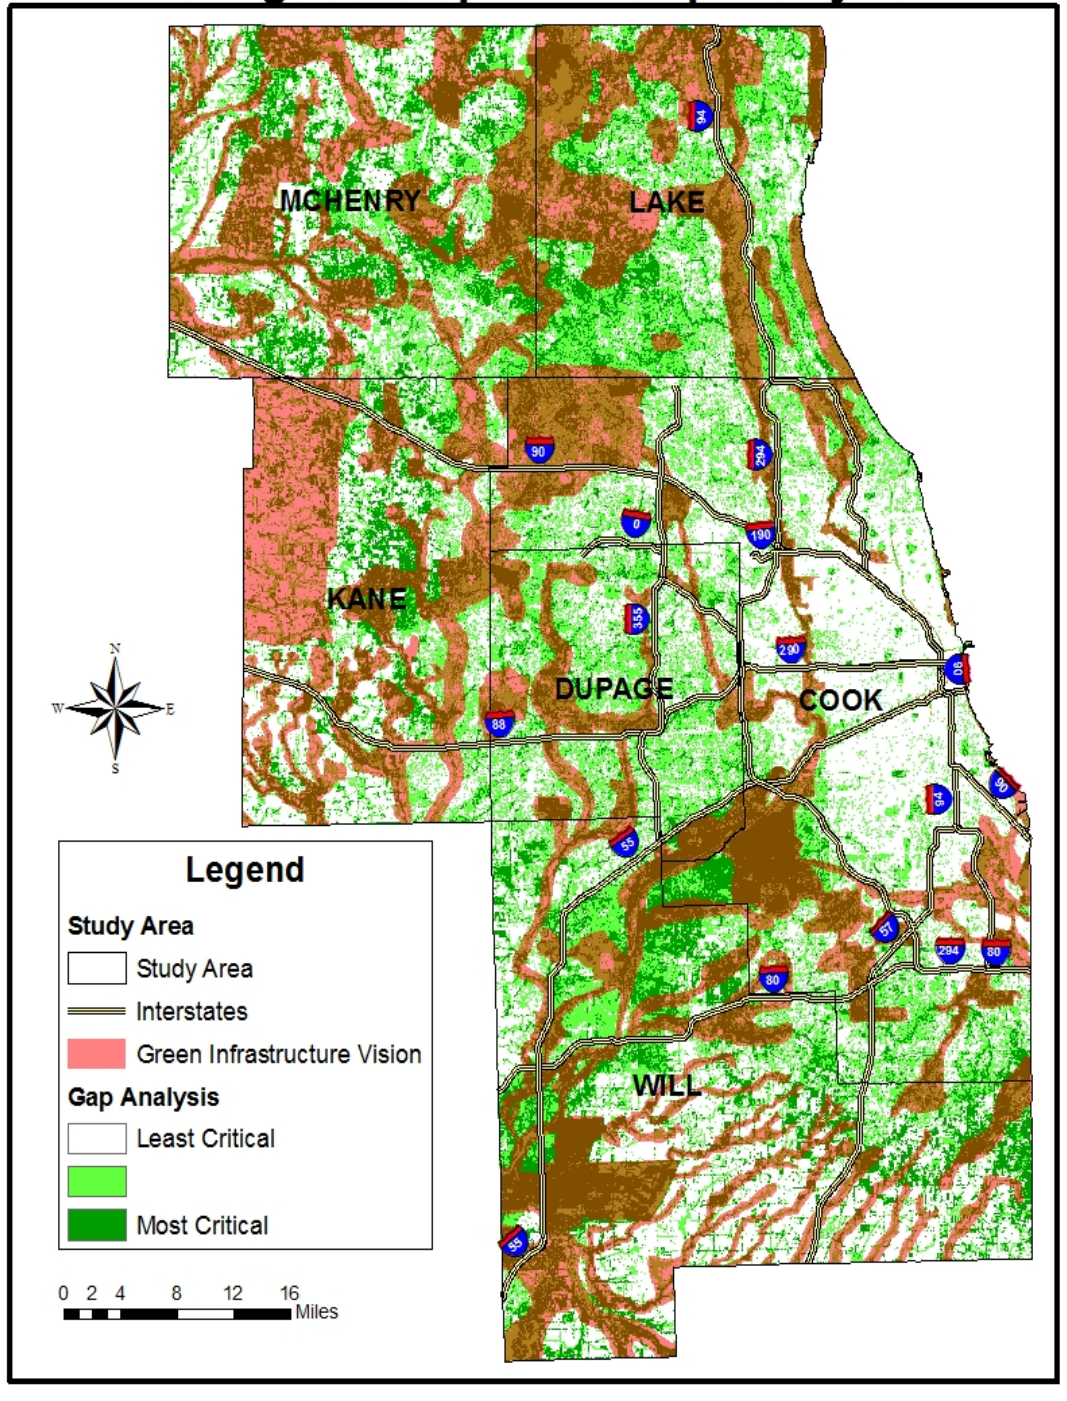 94
MCHENRY
LAKE
90
294
0
190
KANE
355
290
90
DUPAGE
COOK
88
N
W
E
S
94
90
55
57
294
80
80
WILL
55
Legend
Study Area
Study Area
Interstates
Green Infrastructure Vision
Gap Analysis
Least Critical
Most Critical
0 2 4 8 12 16
Miles